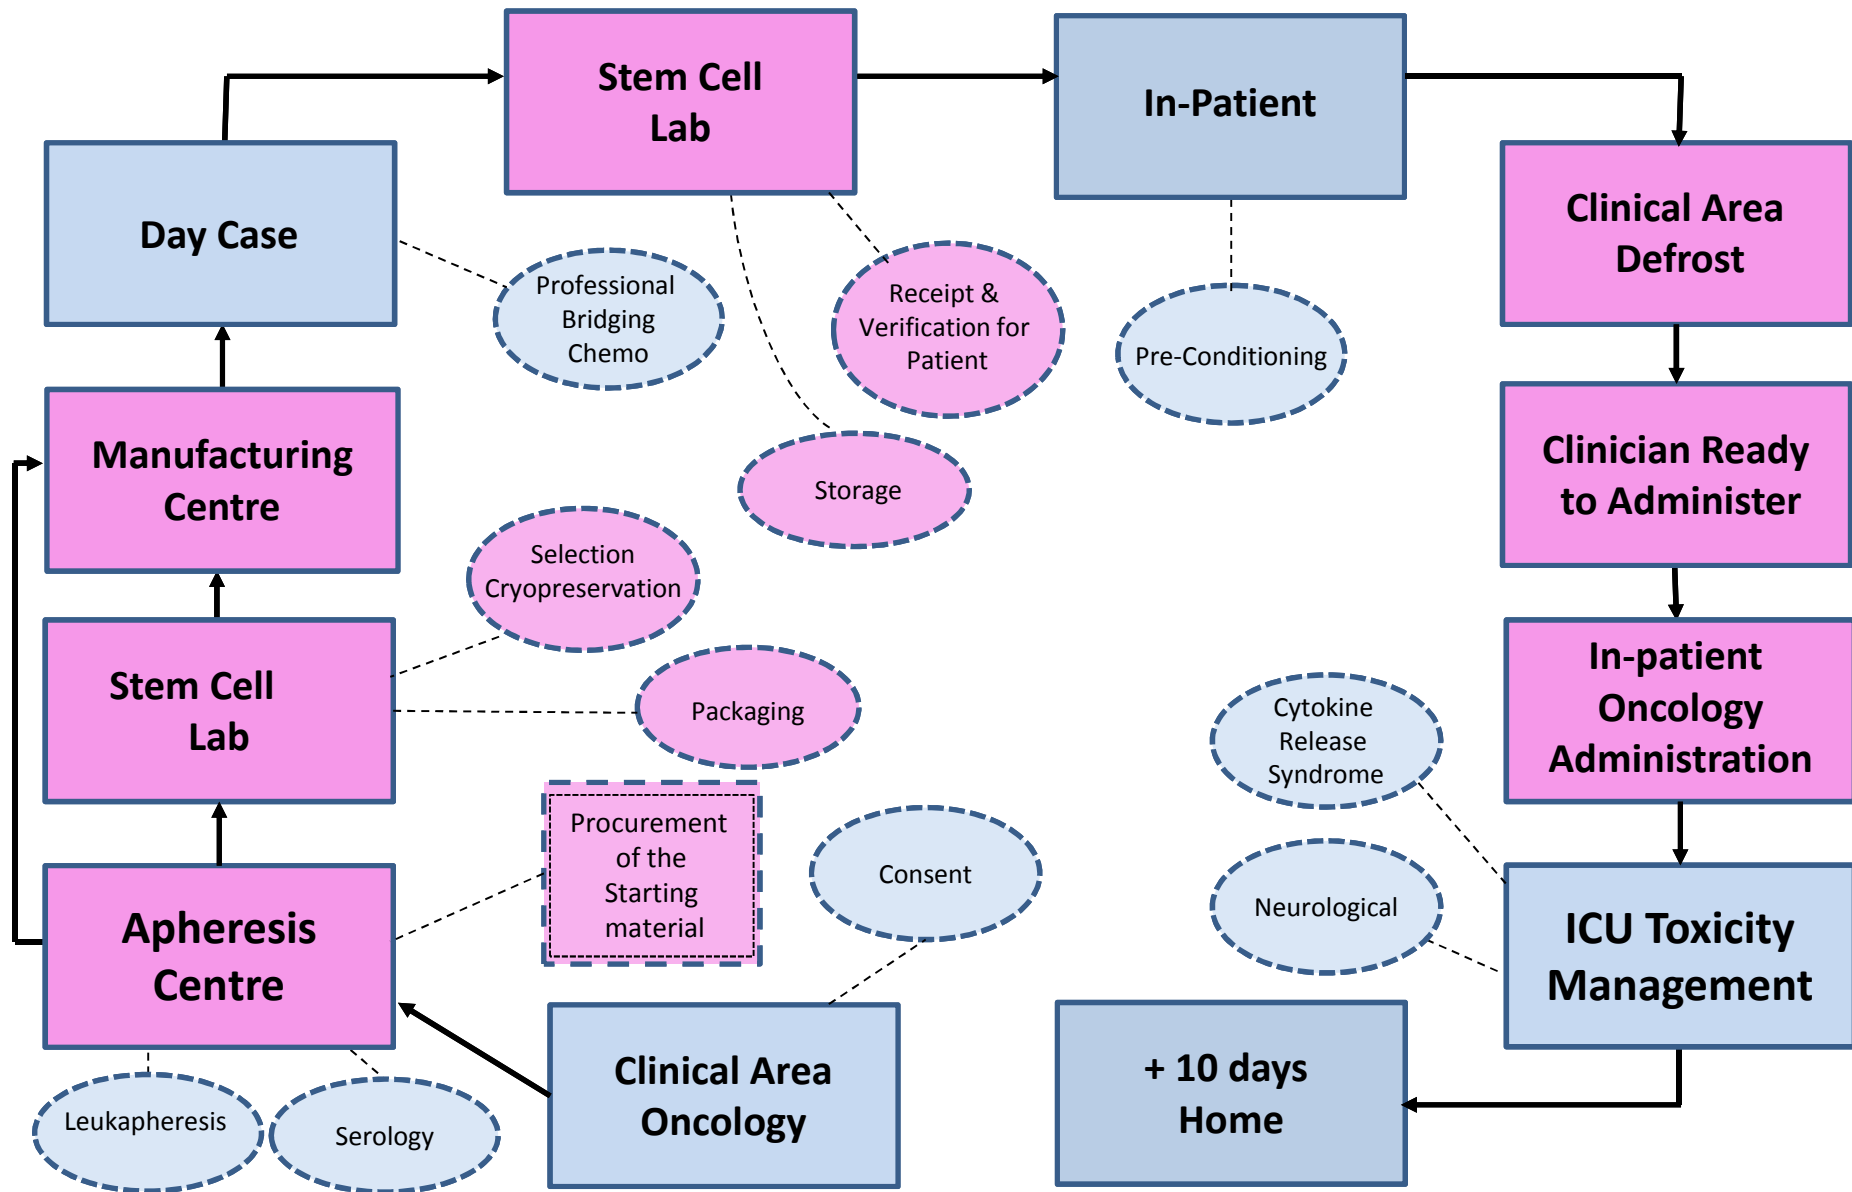 Stem Cell
Lab
In-Patient
Day Case
Clinical Area
Defrost
Professional
Bridging
Chemo
Receipt &
Verification for
Patient
Pre-Conditioning
Manufacturing
Centre
Storage
Clinician Ready
to Administer
Selection
Cryopreservation
Stem Cell
Lab
Packaging
In-patient
Oncology
Administration
Cytokine
Release
Syndrome
Procurement
of the
Starting
material
Consent
Neurological
Apheresis
Centre
ICU Toxicity
Management
Clinical Area
Oncology
+ 10 days
Home
Leukapheresis
Serology